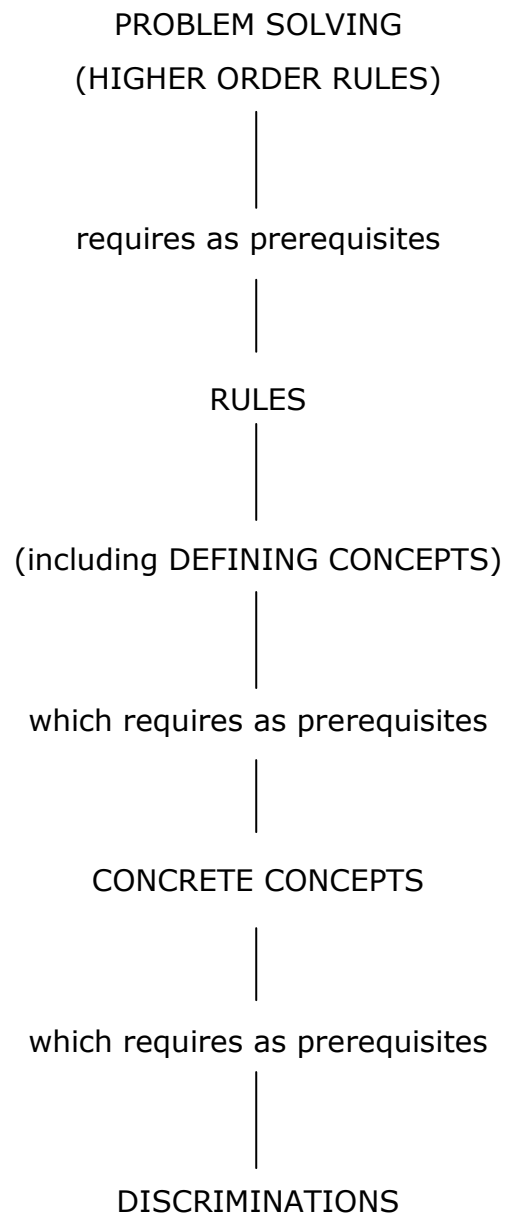 PROBLEM SOLVING
(HIGHER ORDER RULES)
requires as prerequisites
RULES
(including DEFINING CONCEPTS)
which requires as prerequisites
CONCRETE CONCEPTS
which requires as prerequisites
DISCRIMINATIONS